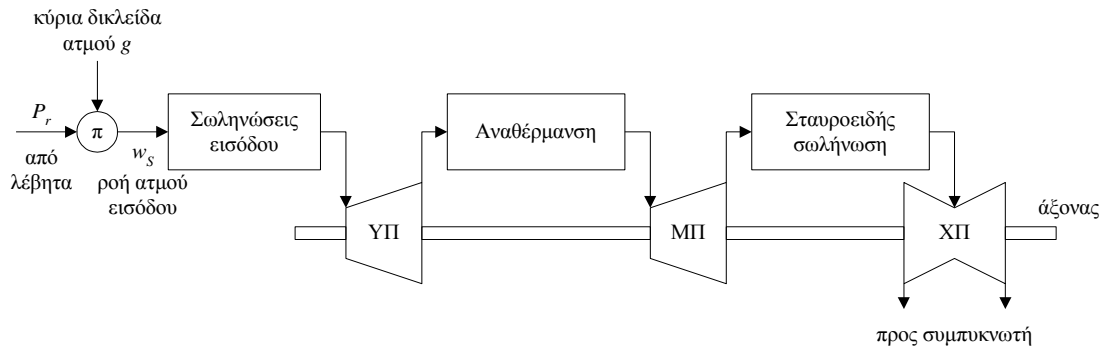 κύρια δικλείδα
ατμού g
P_r
π
από
λέβητα
w_S
ροή ατμού
εισόδου
Σωληνώσεις
εισόδου
Αναθέρμανση
Σταυροειδής
σωλήνωση
ΥΠ
ΜΠ
ΧΠ
άξονας
προς συμπυκνωτή